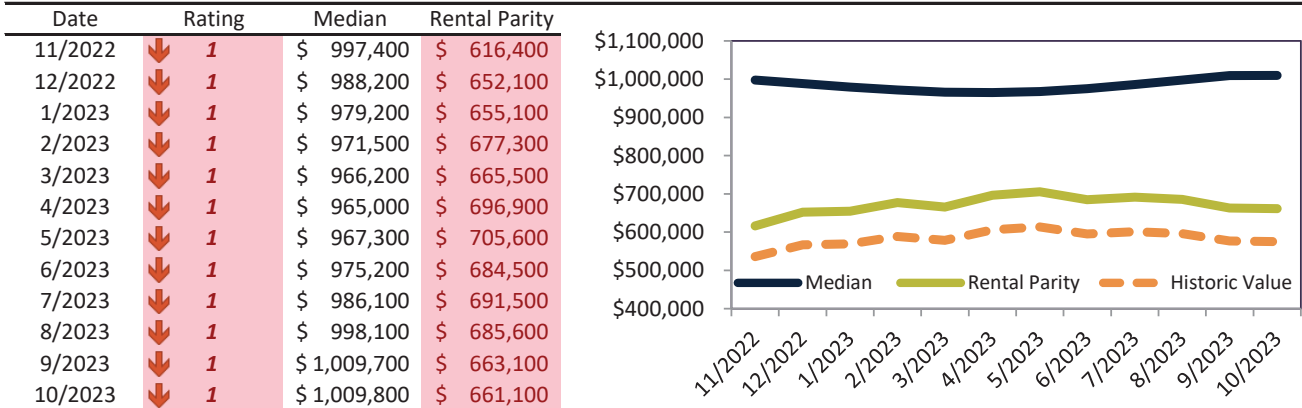 Date Rating Median Rental Parity
11/2022 1 $ 997,400 $ 616,400
12/2022 1 $ 988,200 $ 652,100
1/2023 1 $ 979,200 $ 655,100
2/2023 1 $ 971,500 $ 677,300
3/2023 1 $ 966,200 $ 665,500
4/2023 1 $ 965,000 $ 696,900
5/2023 1 $ 967,300 $ 705,600
6/2023 1 $ 975,200 $ 684,500
7/2023 1 $ 986,100 $ 691,500
8/2023 1 $ 998,100 $ 685,600
9/2023 1 $ 1,009,700 $ 663,100
10/2023 1 $ 1,009,800 $ 661,100
$1,100,000
$1,000,000
$900,000
$800,000
$700,000
$600,000
$500,000
$400,000
Median Rental Parity Historic Value
11/2022 12/2022 1/2023 2/2023 3/2023 4/2023 5/2023 6/2023 7/2023 8/2023 9/2023 10/2023